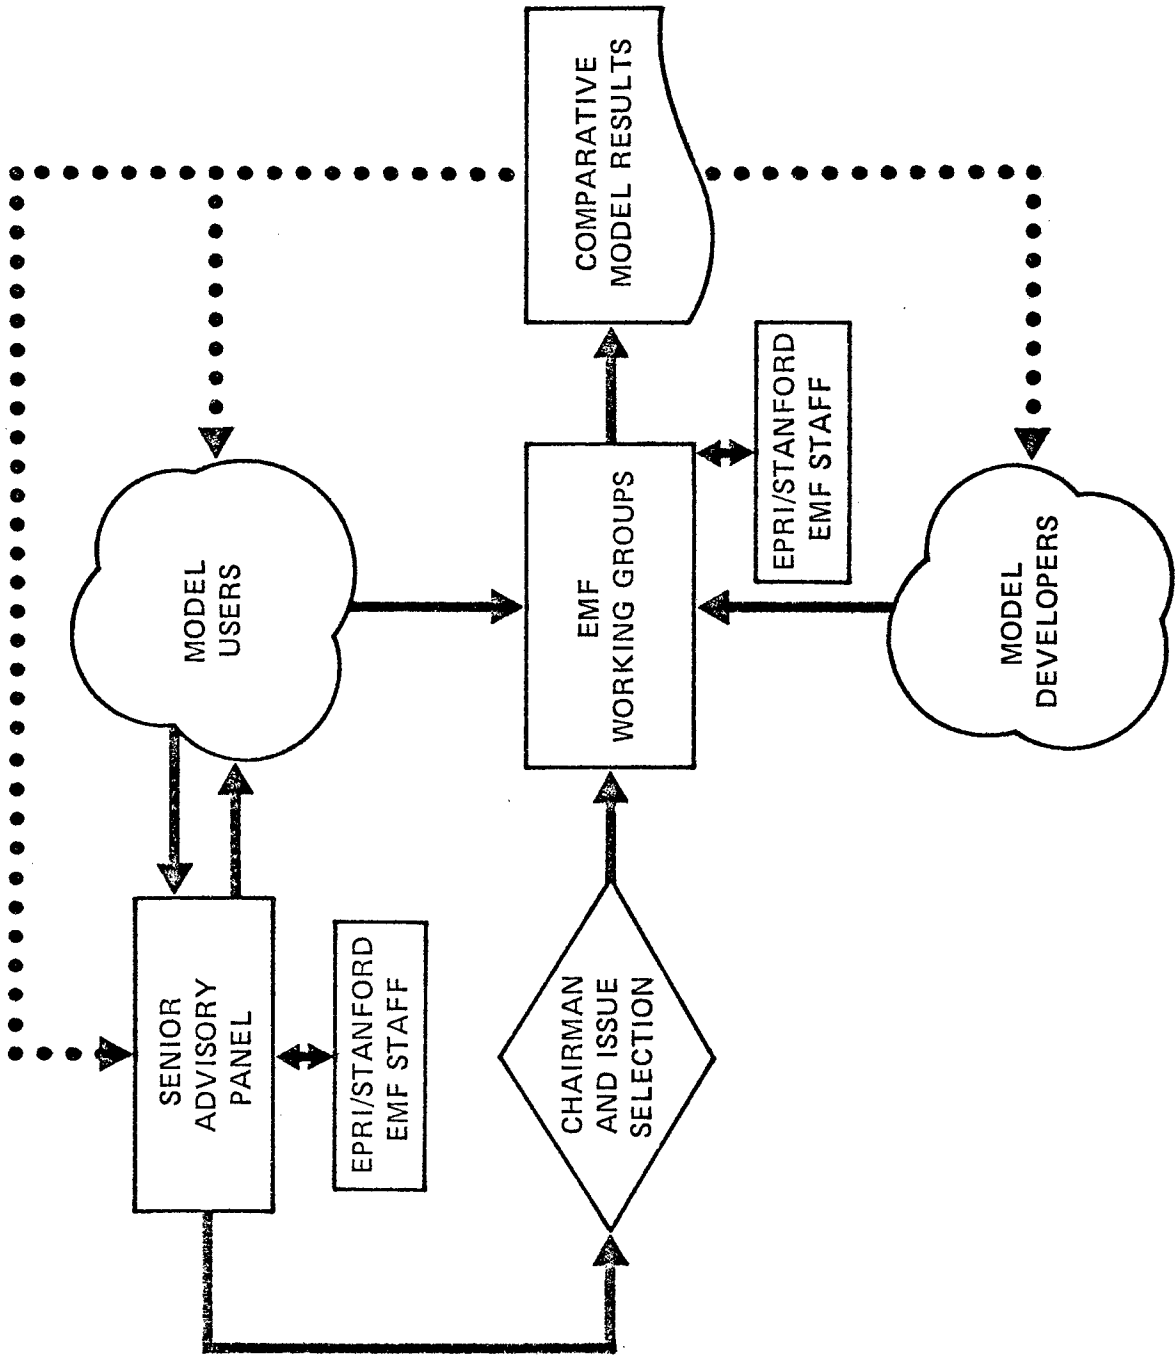 SENIOR
ADVISORY
PANEL
MODEL
USERS
EPRI/STANFORD
EMF STAFF
CHAIRMAN
AND ISSUE
SELECTION
EMF
WORKING GROUPS
COMPARATIVE
MODEL RESULTS
EPRI/STANFORD
EMF STAFF
MODEL
DEVELOPERS